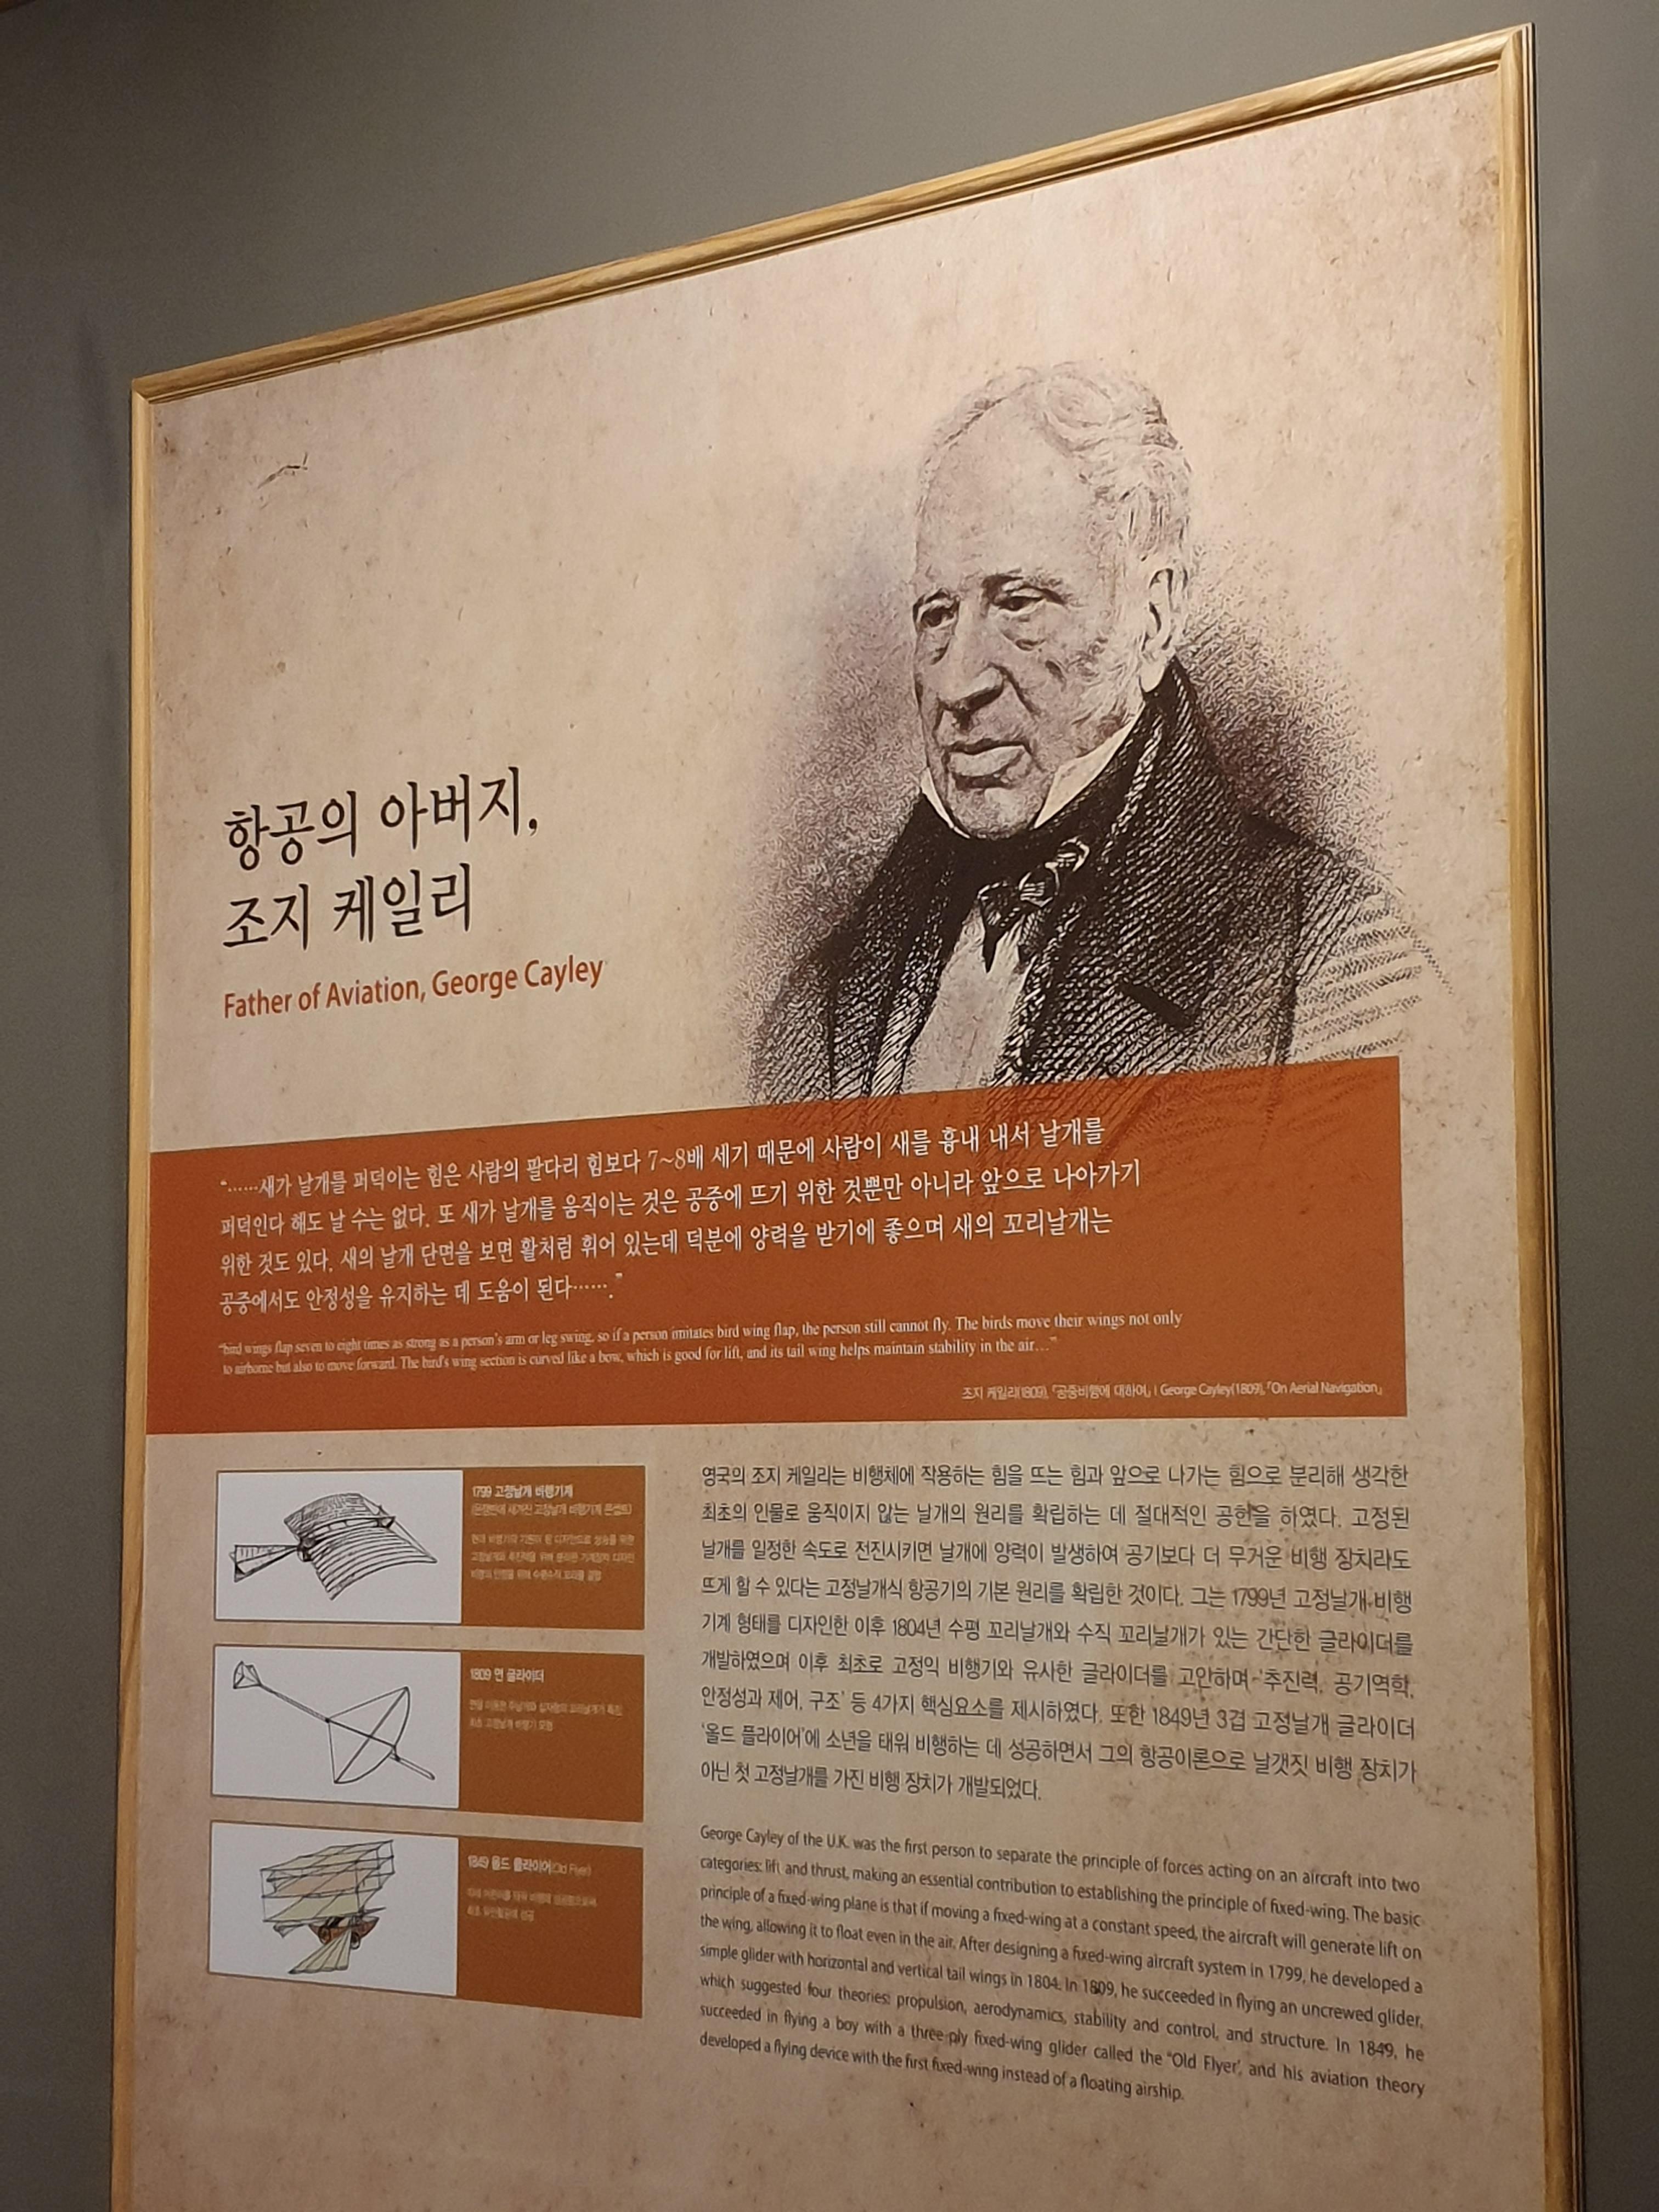 항공의 아버지,
조지 케일리
Father of Aviation, George Cayley
“……새가 날개를 퍼덕이는 힘은 사람의 팔다리 힘보다 7~8배 세기 때문에 사람이 새를 흉내 내서 날개를
퍼덕인다 해도 날 수는 없다. 또 새가 날개를 움직이는 것은 공중에 뜨기 위한 것뿐만 아니라 앞으로 나아가기
위한 것도 있다. 새의 날개 단면을 보면 활처럼 휘어 있는데 덕분에 양력을 받기에 좋으며 새의 꼬리날개는
공중에서도 안정성을 유지하는 데 도움이 된다…….”
“bird wings flap seven to eight times as strong as a person's arm or leg swing, so if a person imitates bird wing flap, the person still cannot fly. The birds move their wings not only
to airborne but also to move forward. The bird's wing section is curved like a bow, which is good for lift, and its tail wing helps maintain stability in the air…”
조지 케일리(1809), 「공중비행에 대하여」 | George Cayley(1809), 「On Aerial Navigation」
1799 고정날개 비행기계
1809 연 글라이더
최초 고정날개 비행기 모형
1849 올드 플라이어(Old Flyer)
영국의 조지 케일리는 비행체에 작용하는 힘을 뜨는 힘과 앞으로 나가는 힘으로 분리해 생각한
최초의 인물로 움직이지 않는 날개의 원리를 확립하는 데 절대적인 공헌을 하였다. 고정된
날개를 일정한 속도로 전진시키면 날개에 양력이 발생하여 공기보다 더 무거운 비행 장치라도
뜨게 할 수 있다는 고정날개식 항공기의 기본 원리를 확립한 것이다. 그는 1799년 고정날개 비행
기계 형태를 디자인한 이후 1804년 수평 꼬리날개와 수직 꼬리날개가 있는 간단한 글라이더를
개발하였으며 이후 최초로 고정익 비행기와 유사한 글라이더를 고안하며 ‘추진력, 공기역학,
안정성과 제어, 구조’ 등 4가지 핵심요소를 제시하였다. 또한 1849년 3겹 고정날개 글라이더
‘올드 플라이어’에 소년을 태워 비행하는 데 성공하면서 그의 항공이론으로 날갯짓 비행 장치가
아닌 첫 고정날개를 가진 비행 장치가 개발되었다.
George Cayley of the U.K. was the first person to separate the principle of forces acting on an aircraft into two
categories: lift and thrust, making an essential contribution to establishing the principle of fixed-wing. The basic
principle of a fixed-wing plane is that if moving a fixed-wing at a constant speed, the aircraft will generate lift on
the wing, allowing it to float even in the air. After designing a fixed-wing aircraft system in 1799, he developed a
simple glider with horizontal and vertical tail wings in 1804. In 1809, he succeeded in flying an uncrewed glider,
which suggested four theories: propulsion, aerodynamics, stability and control, and structure. In 1849, he
succeeded in flying a boy with a three-ply fixed-wing glider called the “Old Flyer', and his aviation theory
developed a flying device with the first fixed-wing instead of a floating airship.